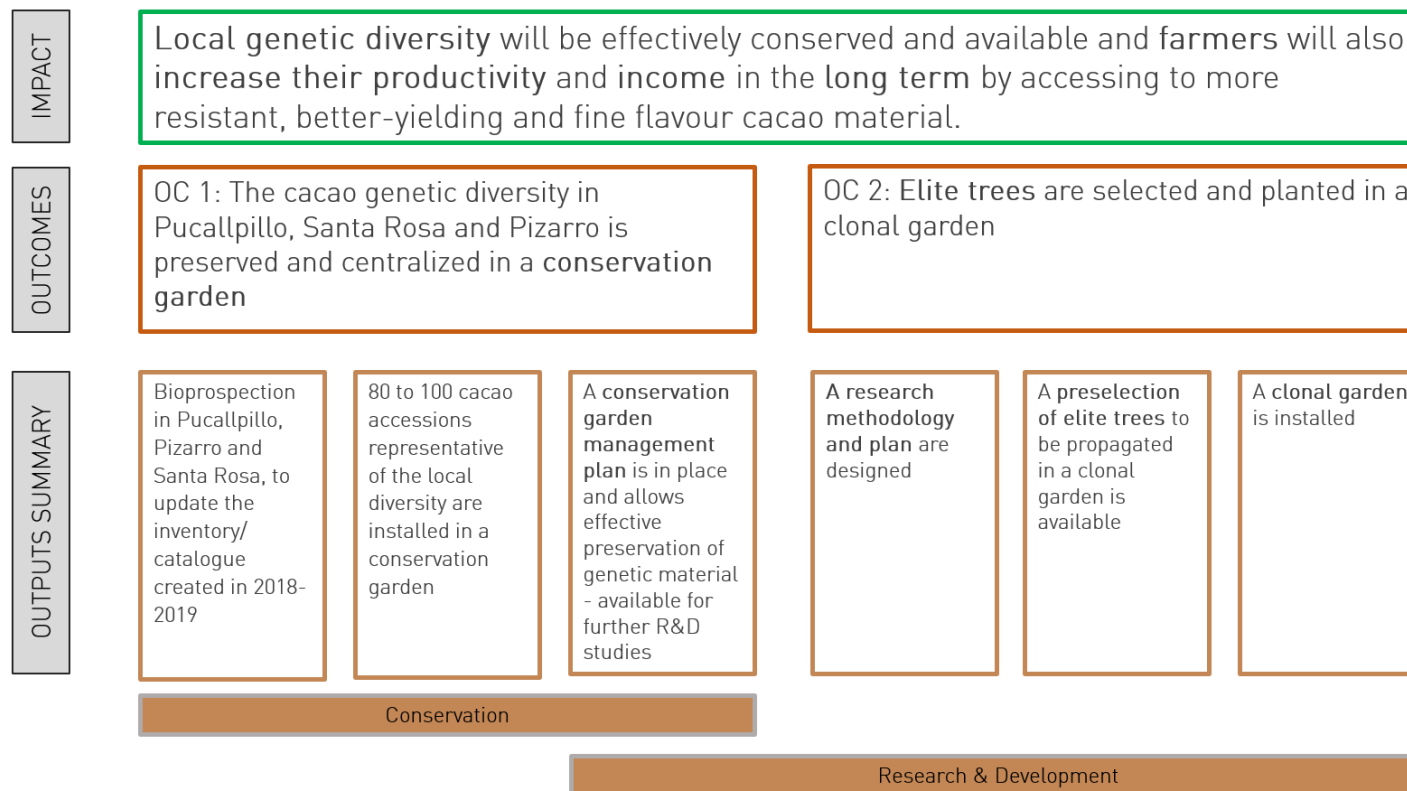 IMPACT
Local genetic diversity will be effectively conserved and available and farmers will also
increase their productivity and income in the long term by accessing to more
resistant, better-yielding and fine flavour cacao material.
OUTCOMES
OC 1: The cacao genetic diversity in
Pucallpillo, Santa Rosa and Pizarro is
preserved and centralized in a conservation
garden
OC 2: Elite trees are selected and planted in a
clonal garden
OUTPUTS SUMMARY
Bioprospection
in Pucallpillo,
Pizarro and
Santa Rosa, to
update the
inventory/
catalogue
created in 2018-
2019
80 to 100 cacao
accessions
representative
of the local
diversity are
installed in a
conservation
garden
A conservation
garden
management
plan is in place
and allows
effective
preservation of
genetic material
- available for
further R&D
studies
A research
methodology
and plan are
designed
A preselection
of elite trees to
be propagated
in a clonal
garden is
available
A clonal garden
is installed
Conservation
Research & Development